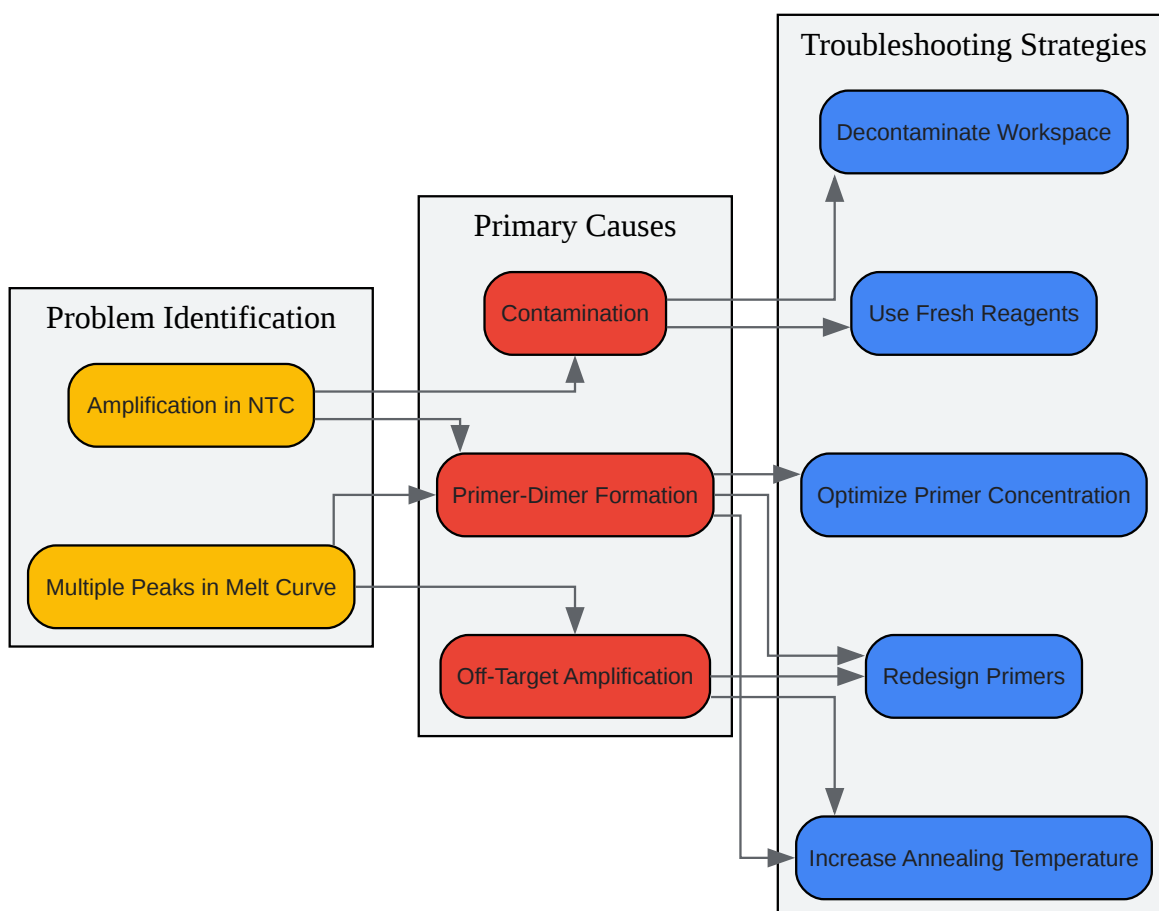 Problem Identification
Amplification in NTC
Multiple Peaks in Melt Curve
Primary Causes
Contamination
Primer-Dimer Formation
Off-Target Amplification
Troubleshooting Strategies
Decontaminate Workspace
Use Fresh Reagents
Optimize Primer Concentration
Redesign Primers
Increase Annealing Temperature